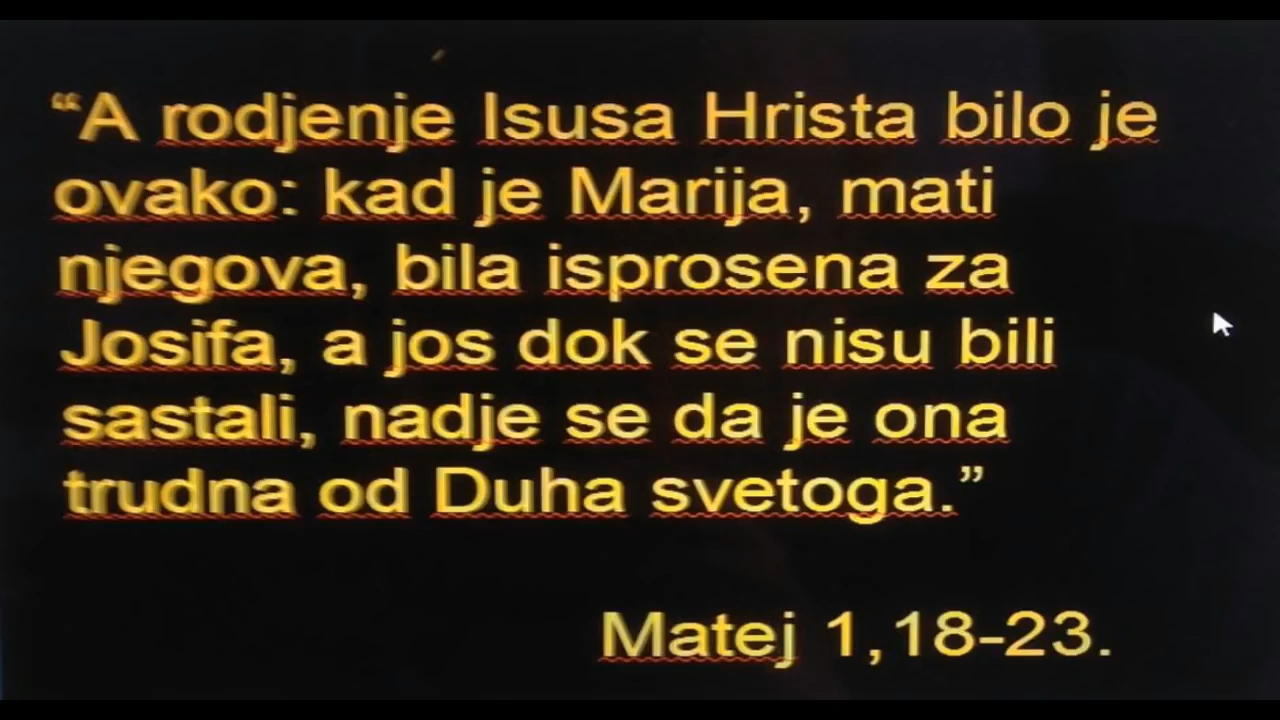 “A rodjenje Isusa Hrista bilo je
ovako: kad je Marija, mati
njegova, bila isprosena za
Josifa, a jos dok se nisu bili
sastali, nadje se da je ona
trudna od Duha svetoga.”
Matej 1,18-23.